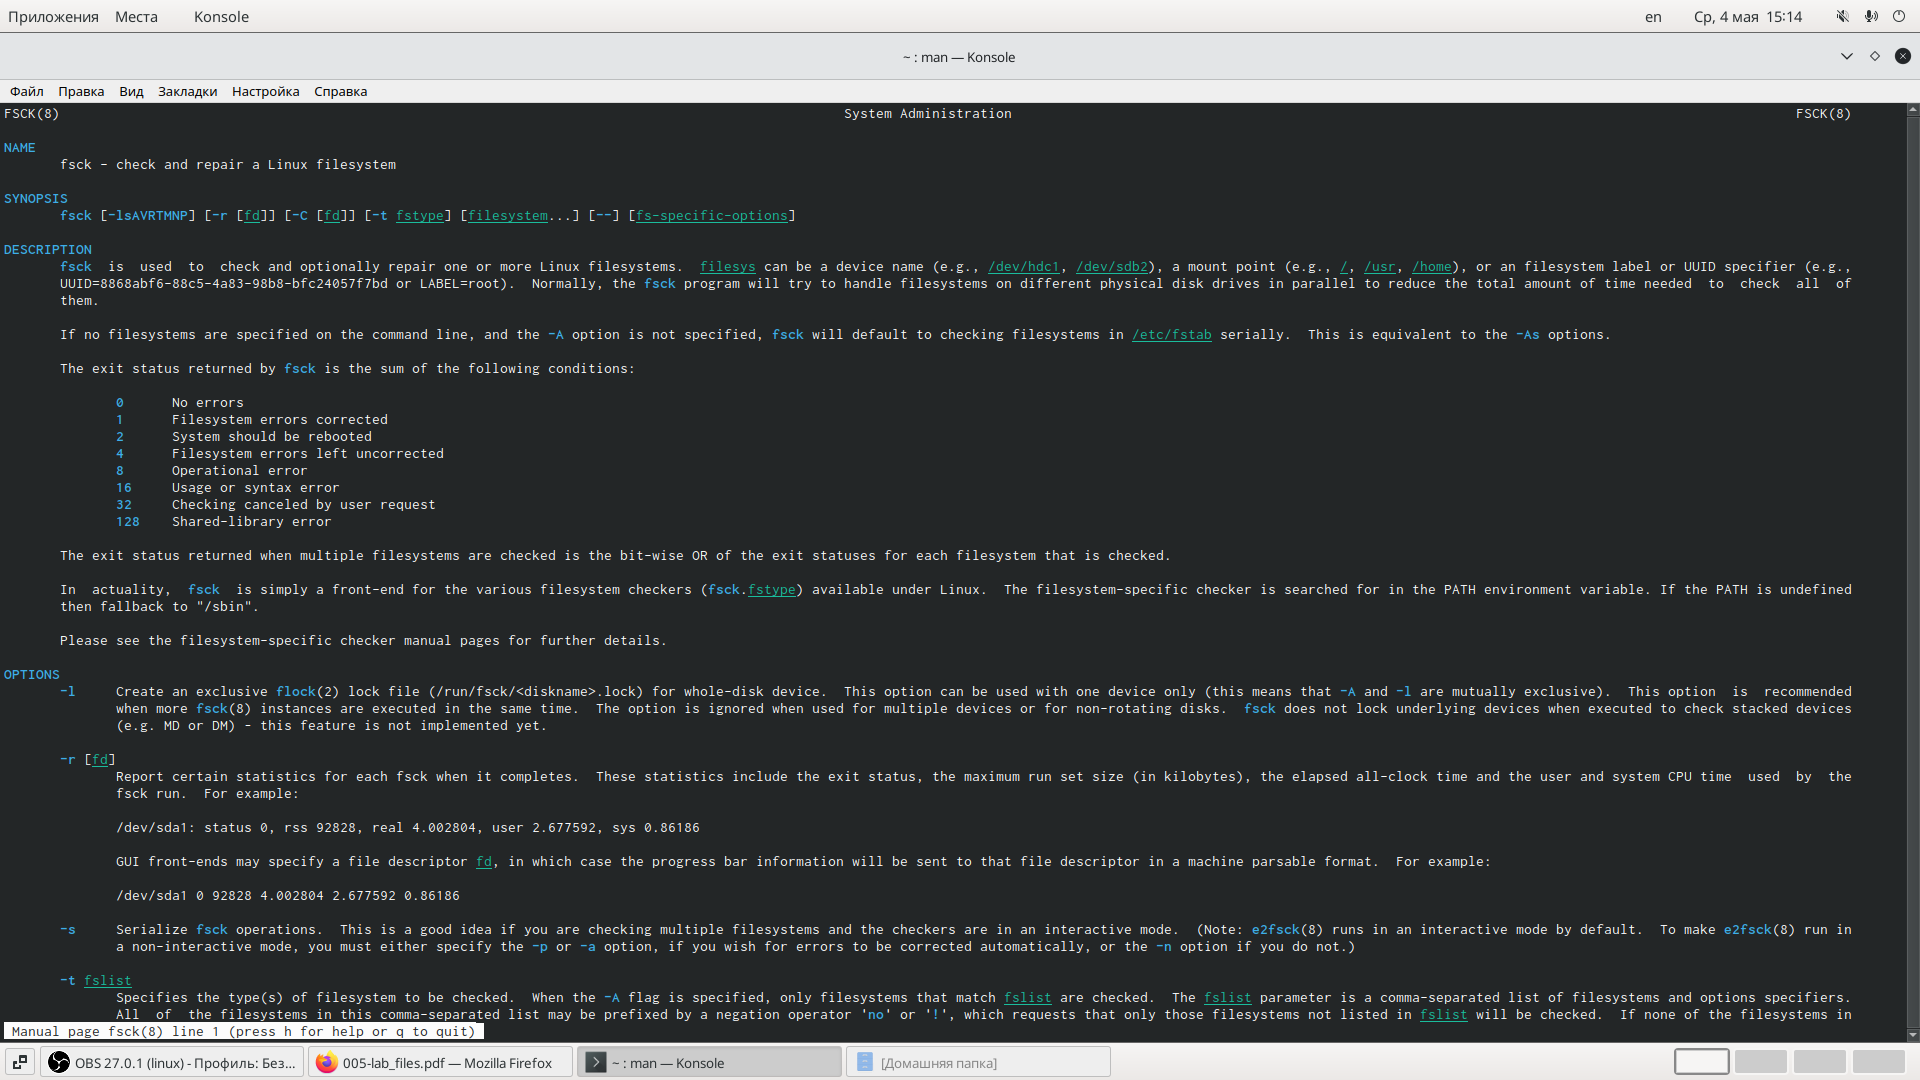 Приложения Места Konsole en Ср, 4 мая 15:14
~ : man — Konsole
Файл Правка Вид Закладки Настройка Справка
FSCK(8) System Administration FSCK(8)
NAME
fsck - check and repair a Linux filesystem
SYNOPSIS
fsck [-lsAVRTMNP] [-r [fd]] [-C [fd]] [-t fstype] [filesystem...] [--] [fs-specific-options]
DESCRIPTION
fsck is used to check and optionally repair one or more Linux filesystems. filesys can be a device name (e.g., /dev/hdc1, /dev/sdb2), a mount point (e.g., /, /usr, /home), or an filesystem label or UUID specifier (e.g.,
UUID=8868abf6-88c5-4a83-98b8-bfc24057f7bd or LABEL=root). Normally, the fsck program will try to handle filesystems on different physical disk drives in parallel to reduce the total amount of time needed to check all of
them.
If no filesystems are specified on the command line, and the -A option is not specified, fsck will default to checking filesystems in /etc/fstab serially. This is equivalent to the -As options.
The exit status returned by fsck is the sum of the following conditions:
0 No errors
1 Filesystem errors corrected
2 System should be rebooted
4 Filesystem errors left uncorrected
8 Operational error
16 Usage or syntax error
32 Checking canceled by user request
128 Shared-library error
The exit status returned when multiple filesystems are checked is the bit-wise OR of the exit statuses for each filesystem that is checked.
In actuality, fsck is simply a front-end for the various filesystem checkers (fsck.fstype) available under Linux. The filesystem-specific checker is searched for in the PATH environment variable. If the PATH is undefined
then fallback to "/sbin".
Please see the filesystem-specific checker manual pages for further details.
OPTIONS
-l Create an exclusive flock(2) lock file (/run/fsck/<diskname>.lock) for whole-disk device. This option can be used with one device only (this means that -A and -l are mutually exclusive). This option is recommended
when more fsck(8) instances are executed in the same time. The option is ignored when used for multiple devices or for non-rotating disks. fsck does not lock underlying devices when executed to check stacked devices
(e.g. MD or DM) - this feature is not implemented yet.
-r [fd]
Report certain statistics for each fsck when it completes. These statistics include the exit status, the maximum run set size (in kilobytes), the elapsed all-clock time and the user and system CPU time used by the
fsck run. For example:
/dev/sda1: status 0, rss 92828, real 4.002804, user 2.677592, sys 0.86186
GUI front-ends may specify a file descriptor fd, in which case the progress bar information will be sent to that file descriptor in a machine parsable format. For example:
/dev/sda1 0 92828 4.002804 2.677592 0.86186
-s Serialize fsck operations. This is a good idea if you are checking multiple filesystems and the checkers are in an interactive mode. (Note: e2fsck(8) runs in an interactive mode by default. To make e2fsck(8) run in
a non-interactive mode, you must either specify the -p or -a option, if you wish for errors to be corrected automatically, or the -n option if you do not.)
-t fslist
Specifies the type(s) of filesystem to be checked. When the -A flag is specified, only filesystems that match fslist are checked. The fslist parameter is a comma-separated list of filesystems and options specifiers.
All of the filesystems in this comma-separated list may be prefixed by a negation operator 'no' or '!', which requests that only those filesystems not listed in fslist will be checked. If none of the filesystems in
Manual page fsck(8) line 1 (press h for help or q to quit)
OBS 27.0.1 (linux) - Профиль: Без... 005-lab_files.pdf — Mozilla Firefox ~ : man — Konsole [Домашняя папка]